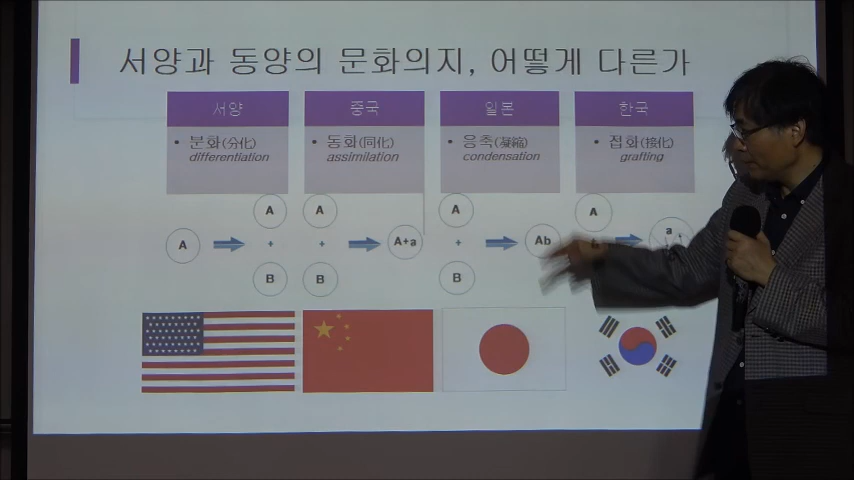 서양과 동양의 문화의지, 어떻게 다른가
서양
• 분화(分化)
differentiation
중국
• 동화(同化)
assimilation
일본
• 응축(凝縮)
condensation
한국
• 접화(接化)
grafting
A
A
+
B
A
+
B
A+a
A
+
B
Ab
A
a